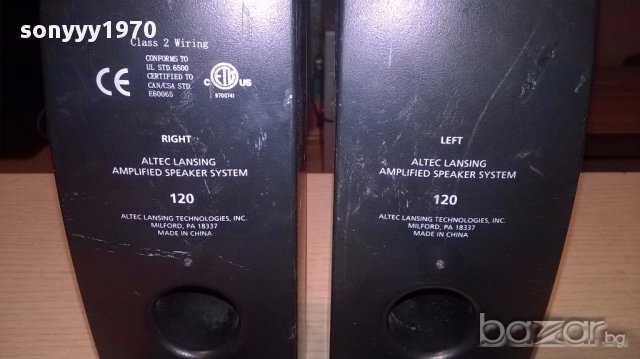 sonyyy1970
Class 2 Wiring
CONFORMS TO
UL STD.6500
CERTIFIED TO
CAN/CSA STD.
E60065
CE
C ETL US
9700741
RIGHT
ALTEC LANSING
AMPLIFIED SPEAKER SYSTEM
120
ALTEC LANSING TECHNOLOGIES, INC.
MILFORD, PA 18337
MADE IN CHINA
LEFT
ALTEC LANSING
AMPLIFIED SPEAKER SYSTEM
120
ALTEC LANSING TECHNOLOGIES, INC.
MILFORD, PA 18337
MADE IN CHINA
bazar.bg